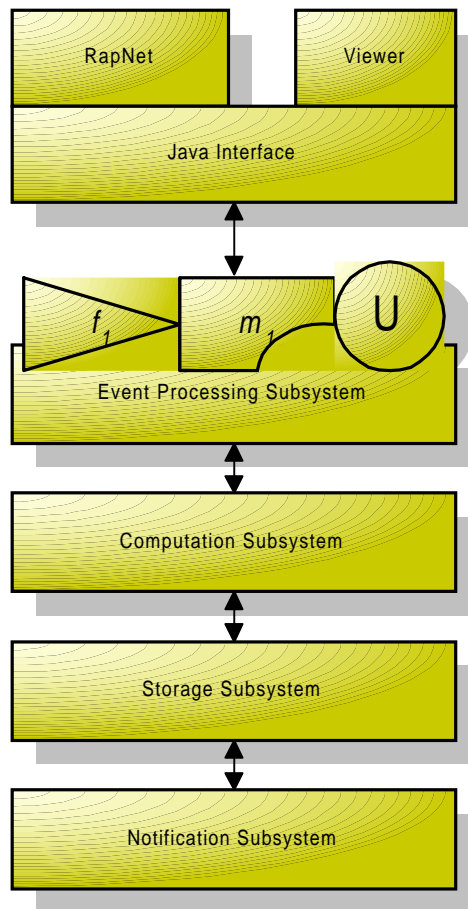 RapNet
Viewer
Java Interface
f1
m1
U
Event Processing Subsystem
Computation Subsystem
Storage Subsystem
Notification Subsystem